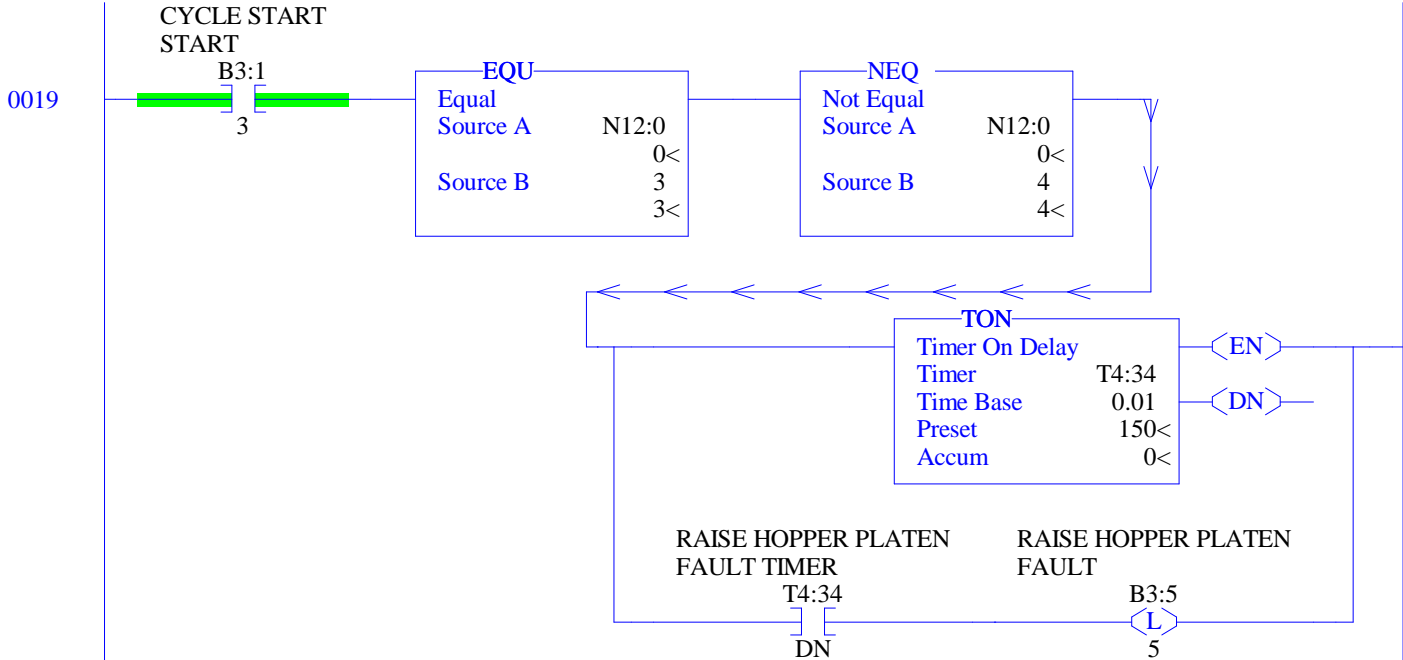 CYCLE START
START
B3:1
0019
3
EQU
Equal
Source A N12:0
0<
Source B 3
3<
NEQ
Not Equal
Source A N12:0
0<
Source B 4
4<
TON
Timer On Delay
Timer T4:34
Time Base 0.01
Preset 150<
Accum 0<
EN
DN
RAISE HOPPER PLATEN
FAULT TIMER
T4:34
DN
RAISE HOPPER PLATEN
FAULT
B3:5
L
5